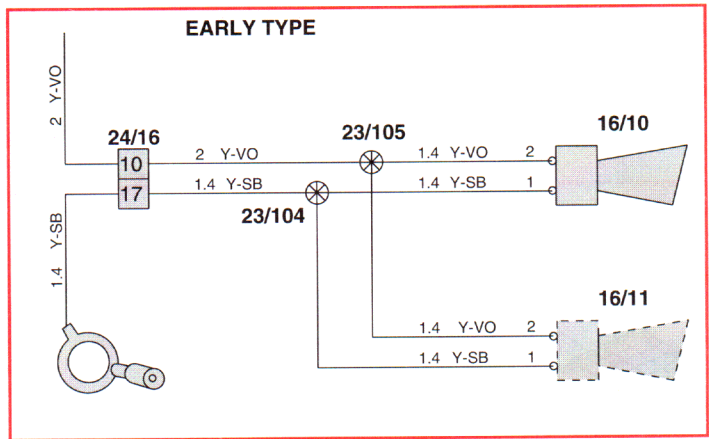 EARLY TYPE
2 Y-VO
24/16
23/105
16/10
10
2 Y-VO
1.4 Y-VO 2
17
1.4 Y-SB
1.4 Y-SB 1
23/104
1.4 Y-SB
16/11
1.4 Y-VO 2
1.4 Y-SB 1